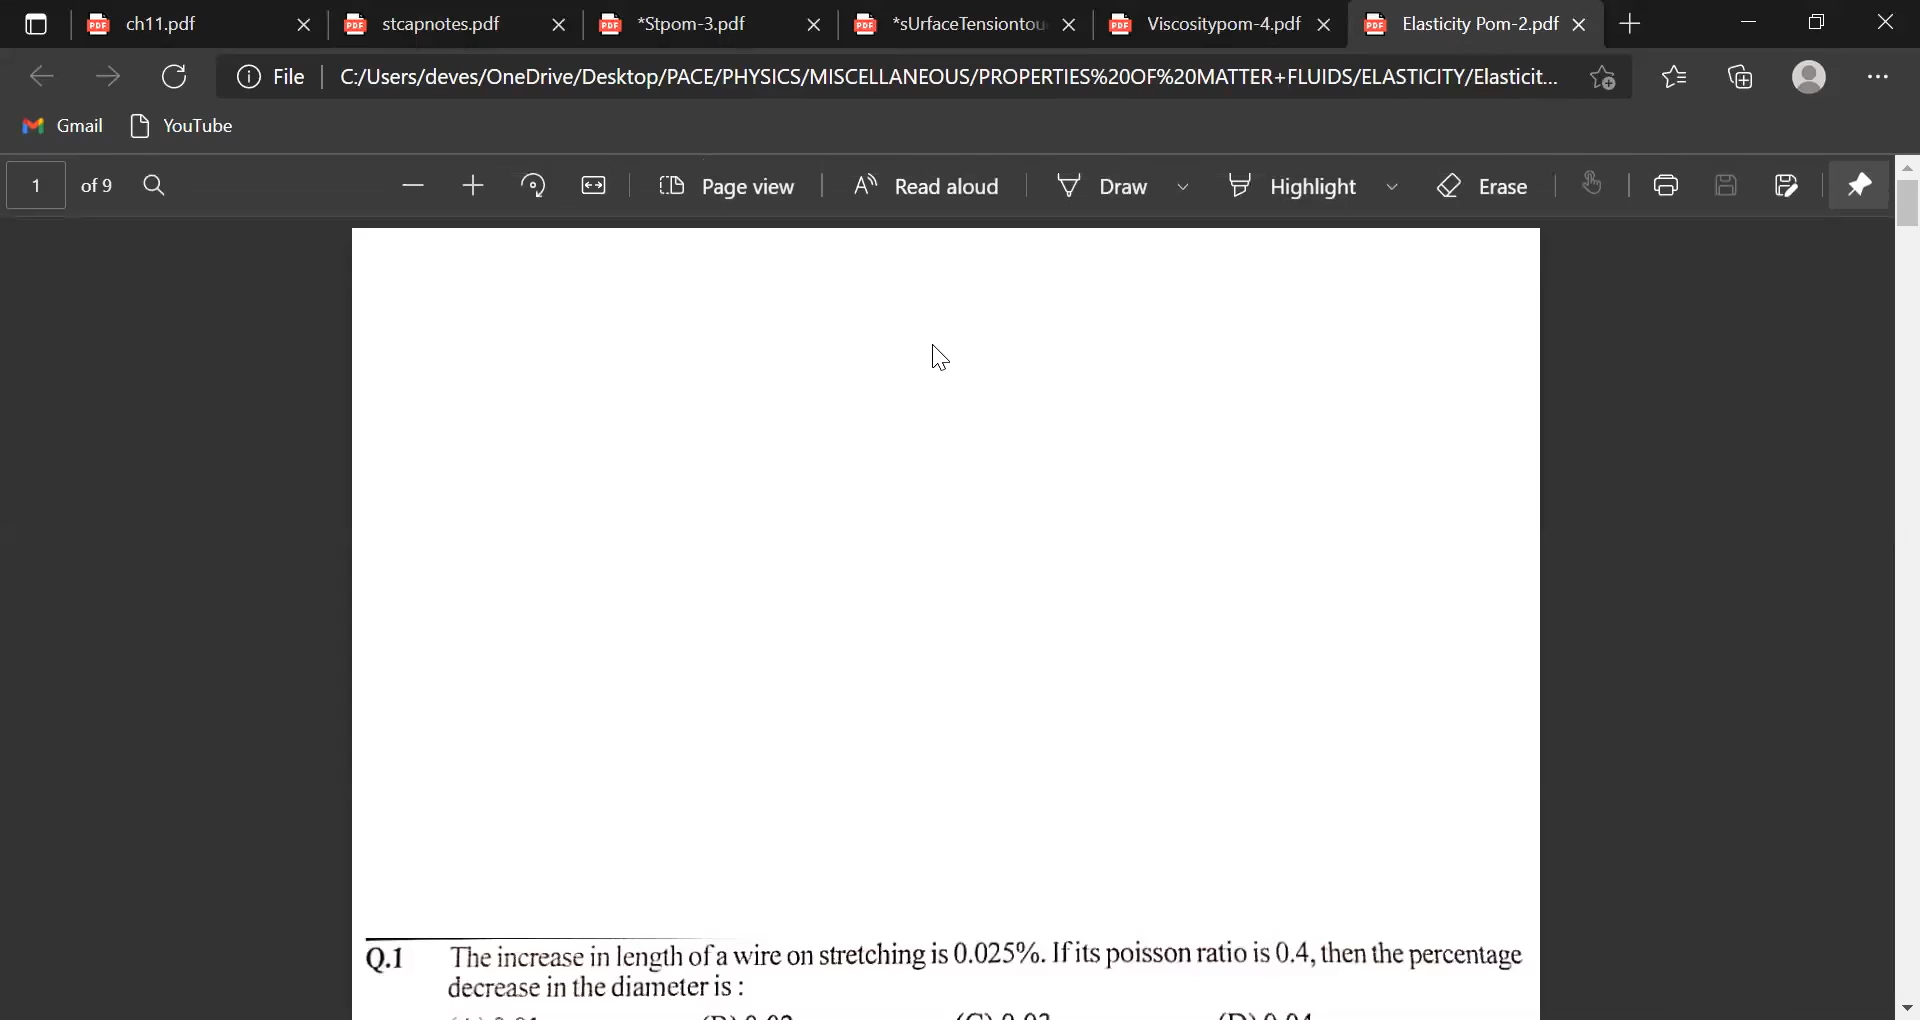 ch11.pdf
stcapnotes.pdf
*Stpom-3.pdf
*sUrfaceTensiontou
Viscositypom-4.pdf
Elasticity Pom-2.pdf
File
C:/Users/deves/OneDrive/Desktop/PACE/PHYSICS/MISCELLANEOUS/PROPERTIES%20OF%20MATTER+FLUIDS/ELASTICITY/Elasticit...
Gmail
YouTube
1 of 9
Page view
Read aloud
Draw
Highlight
Erase
Q.1 The increase in length of a wire on stretching is 0.025%. If its poisson ratio is 0.4, then the percentage
decrease in the diameter is :
(A) 0.01 (B) 0.02 (C) 0.03 (D) 0.04